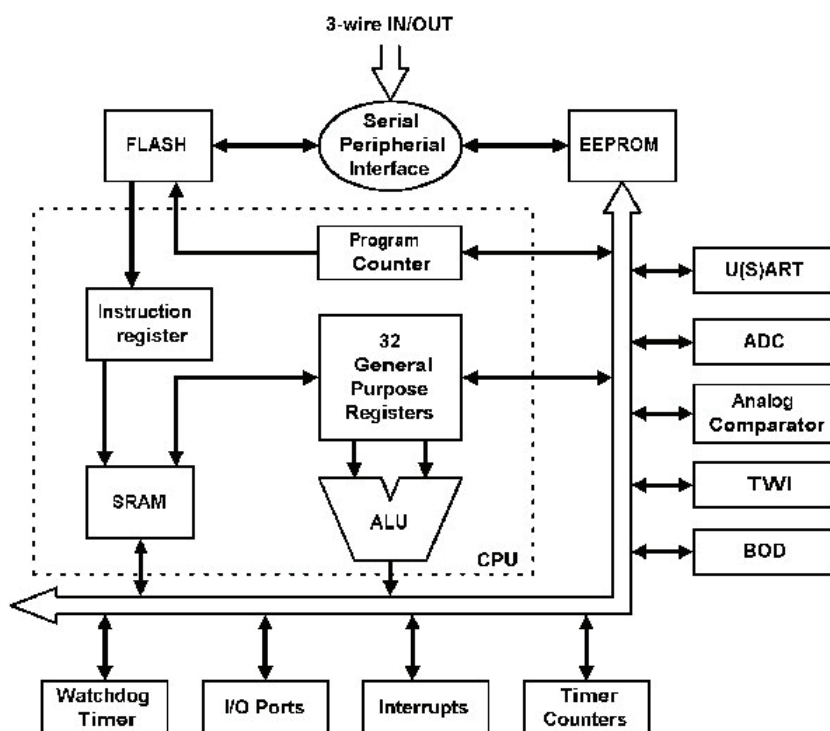 3-wire IN/OUT
FLASH
Serial
Peripherial
Interface
EEPROM
Program
Counter
U(S)ART
Instruction
register
32
General
Purpose
Registers
ADC
Analog
Comparator
SRAM
ALU
TWI
CPU
BOD
Watchdog
Timer
I/O Ports
Interrupts
Timer
Counters